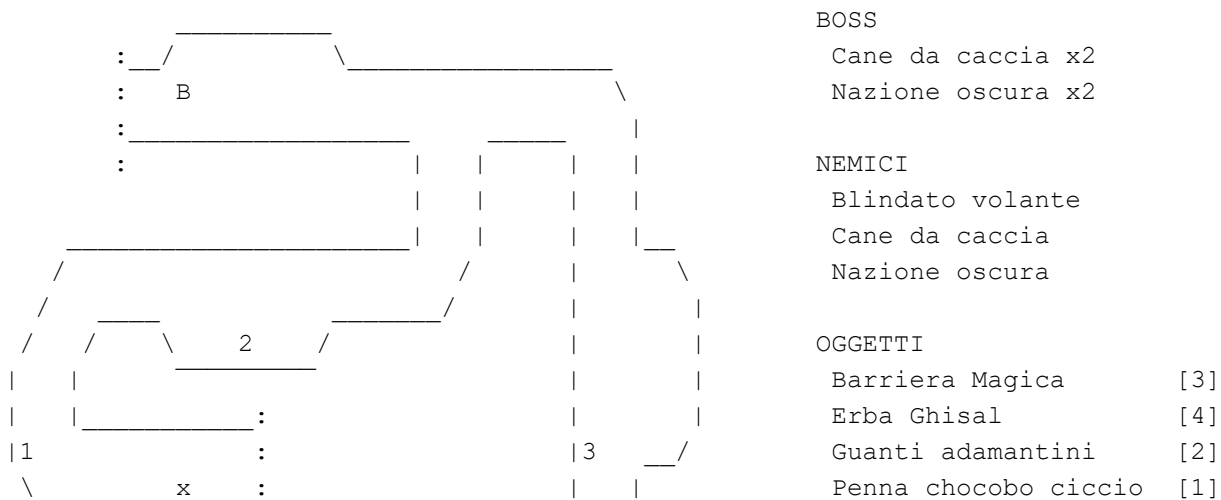 BOSS
Cane da caccia x2
B
Nazione oscura x2
NEMICI
Blindato volante
Cane da caccia
Nazione oscura
2
OGGETTI
Barriera Magica [3]
Erba Ghisal [4]
1
3
Guanti adamantini [2]
x
Penna chocobo ciccio [1]